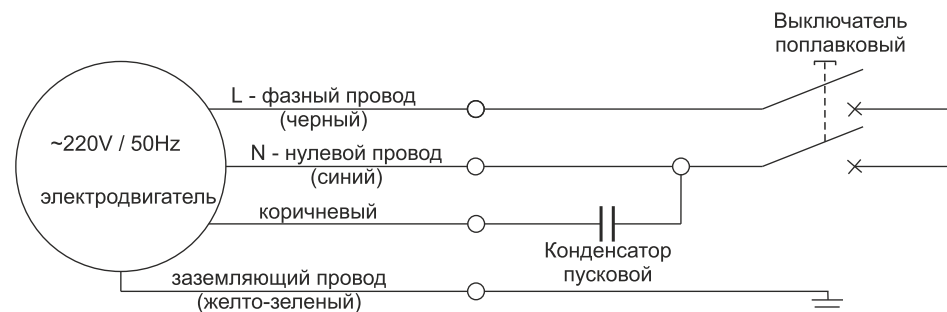 Выключатель
поплавковый
L - фазный провод
(черный)
~220V / 50Hz
N - нулевой провод
(синий)
электродвигатель
коричневый
Конденсатор
пусковой
заземляющий провод
(желто-зеленый)